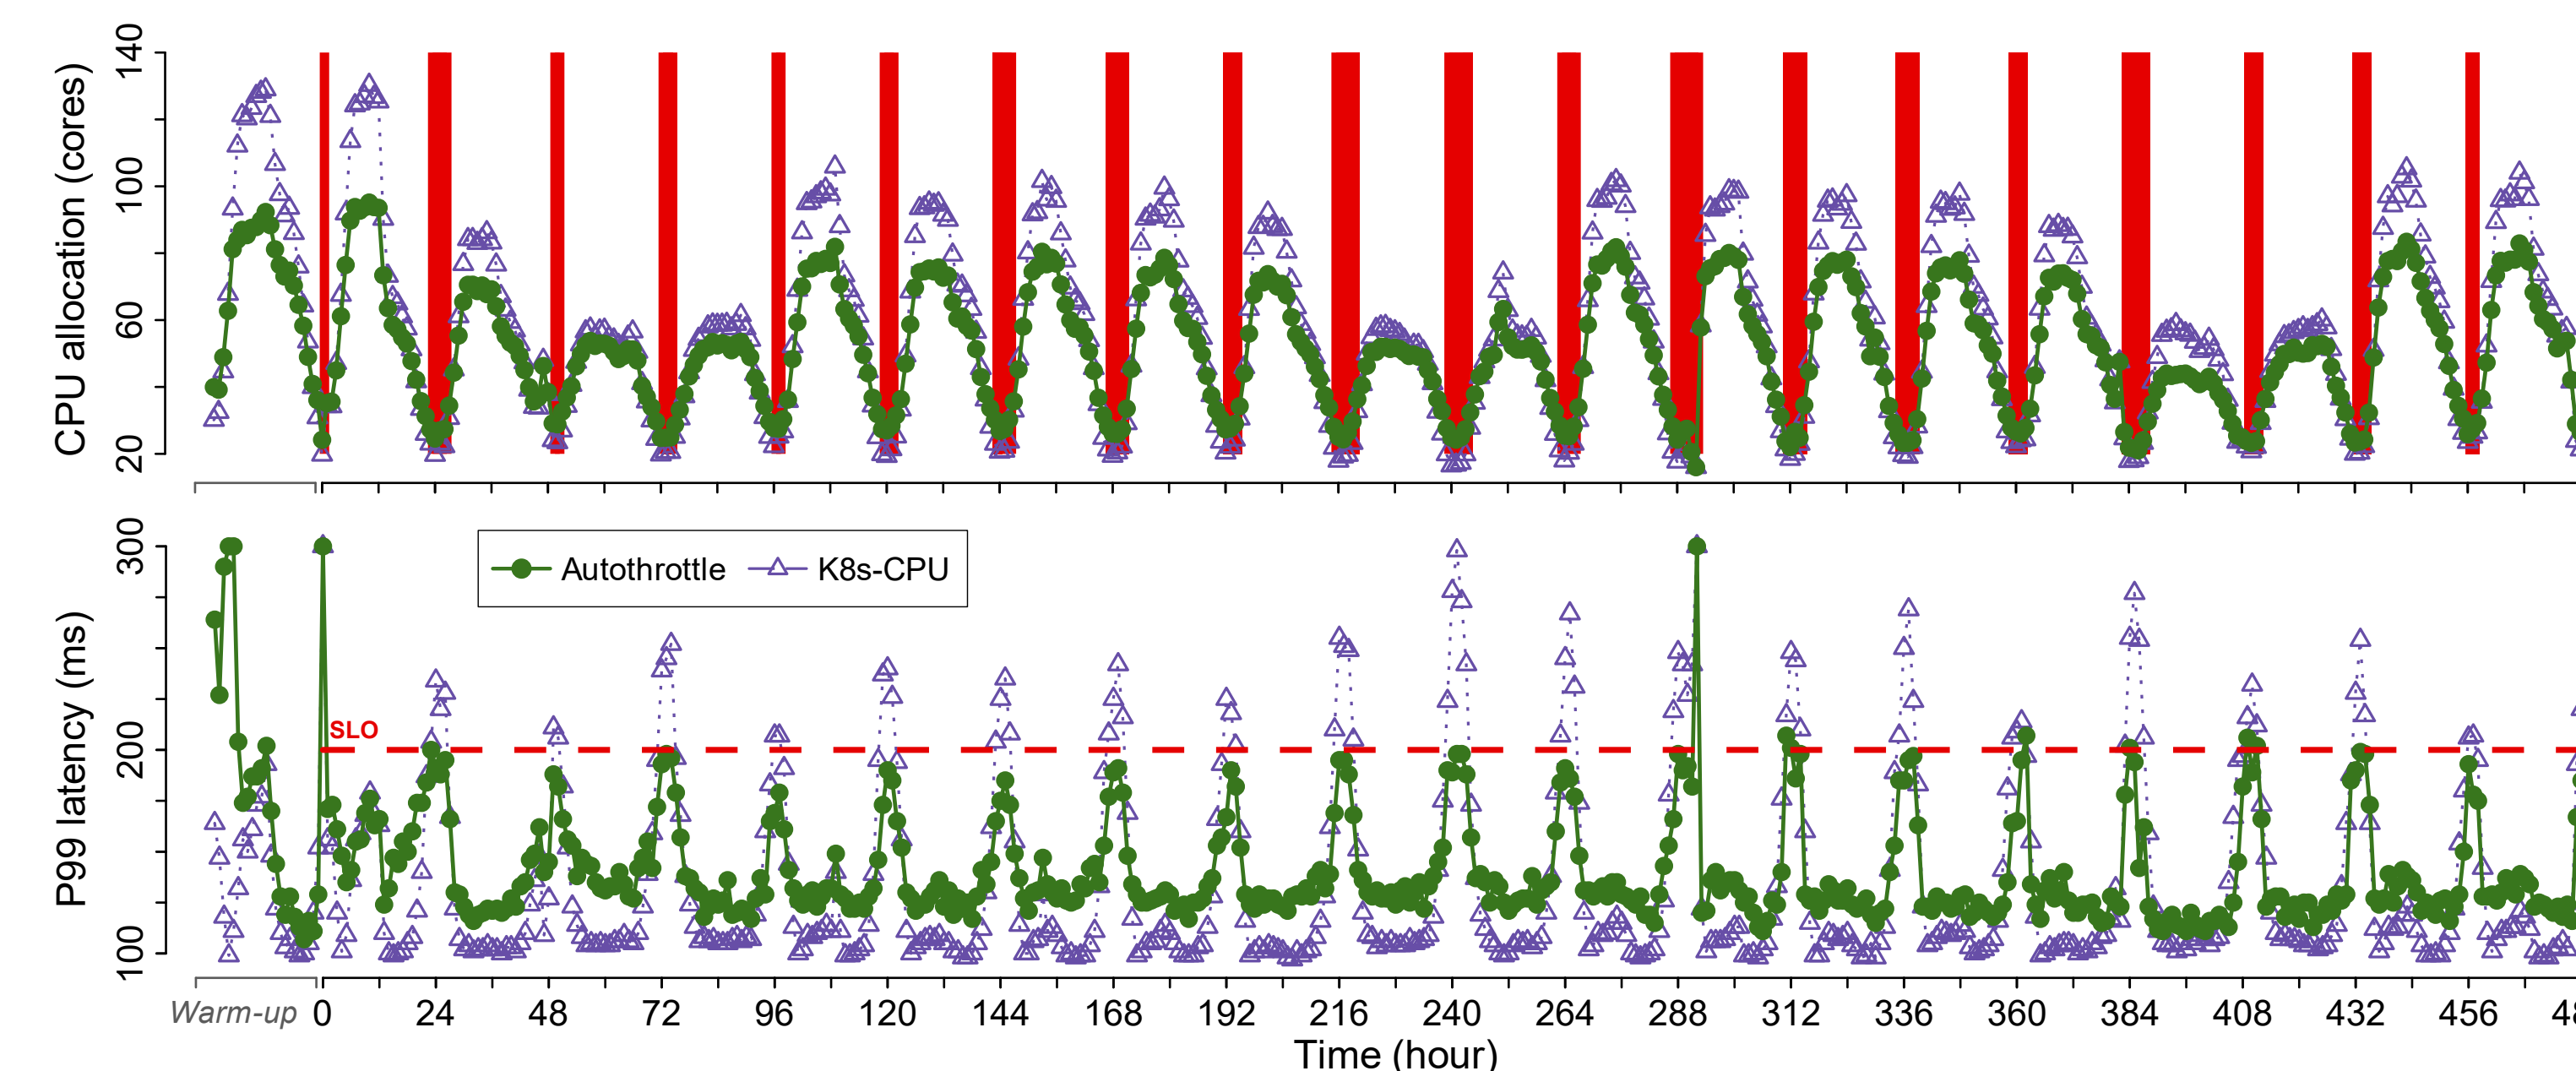 CPU allocation (cores)
140
100
60
20
P99 latency (ms)
300
200
100
Autothrottle
K8s-CPU
SLO
Warm-up 0 24 48 72 96 120 144 168 192 216 240 264 288 312 336 360 384 408 432 456
Time (hour)